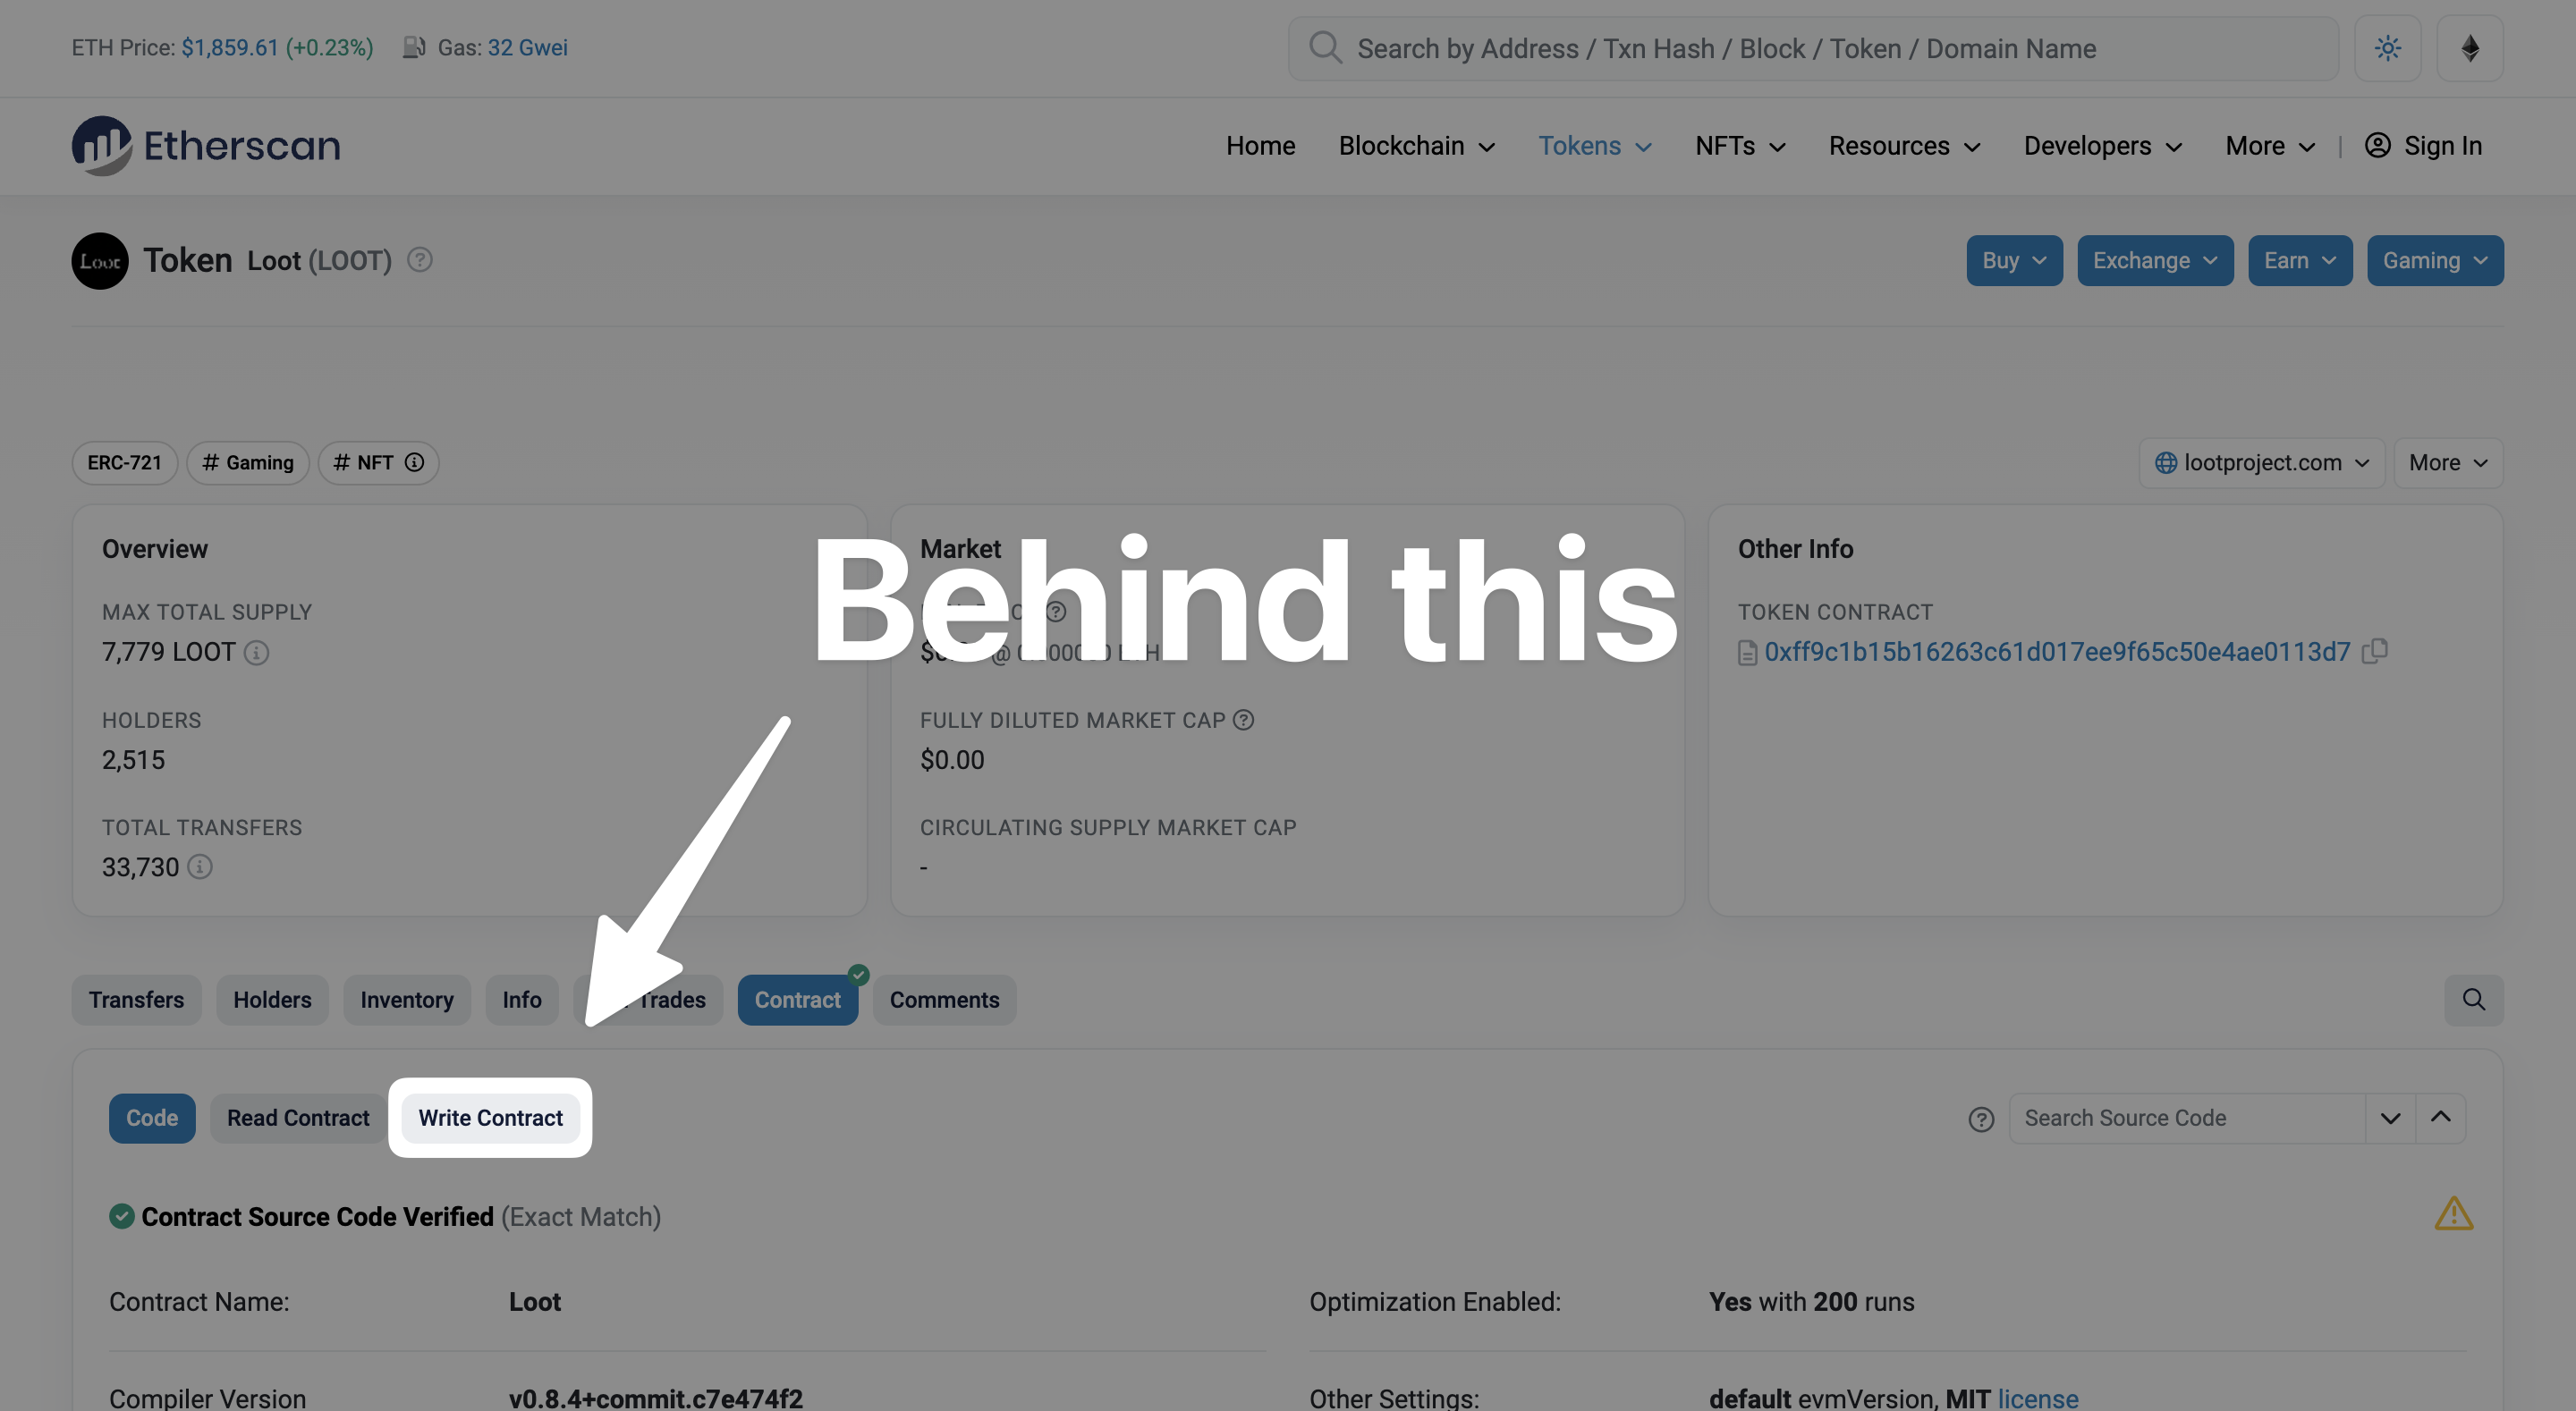 ETH Price: $1,859.61 (+0.23%) Gas: 32 Gwei
Search by Address / Txn Hash / Block / Token / Domain Name
Etherscan
Home Blockchain Tokens NFTs Resources Developers More | Sign In
Loot Token Loot (LOOT)
Buy Exchange Earn Gaming
ERC-721 # Gaming # NFT
lootproject.com More
Overview
MAX TOTAL SUPPLY
7,779 LOOT
HOLDERS
2,515
TOTAL TRANSFERS
33,730
Market
Behind this
FULLY DILUTED MARKET CAP
$0.00
CIRCULATING SUPPLY MARKET CAP
-
Other Info
TOKEN CONTRACT
0xff9c1b15b16263c61d017ee9f65c50e4ae0113d7
Transfers Holders Inventory Info Trades Contract Comments
Code Read Contract Write Contract
Search Source Code
Contract Source Code Verified (Exact Match)
Contract Name: Loot
Optimization Enabled: Yes with 200 runs
Compiler Version v0.8.4+commit.c7e474f2
Other Settings: default evmVersion, MIT license